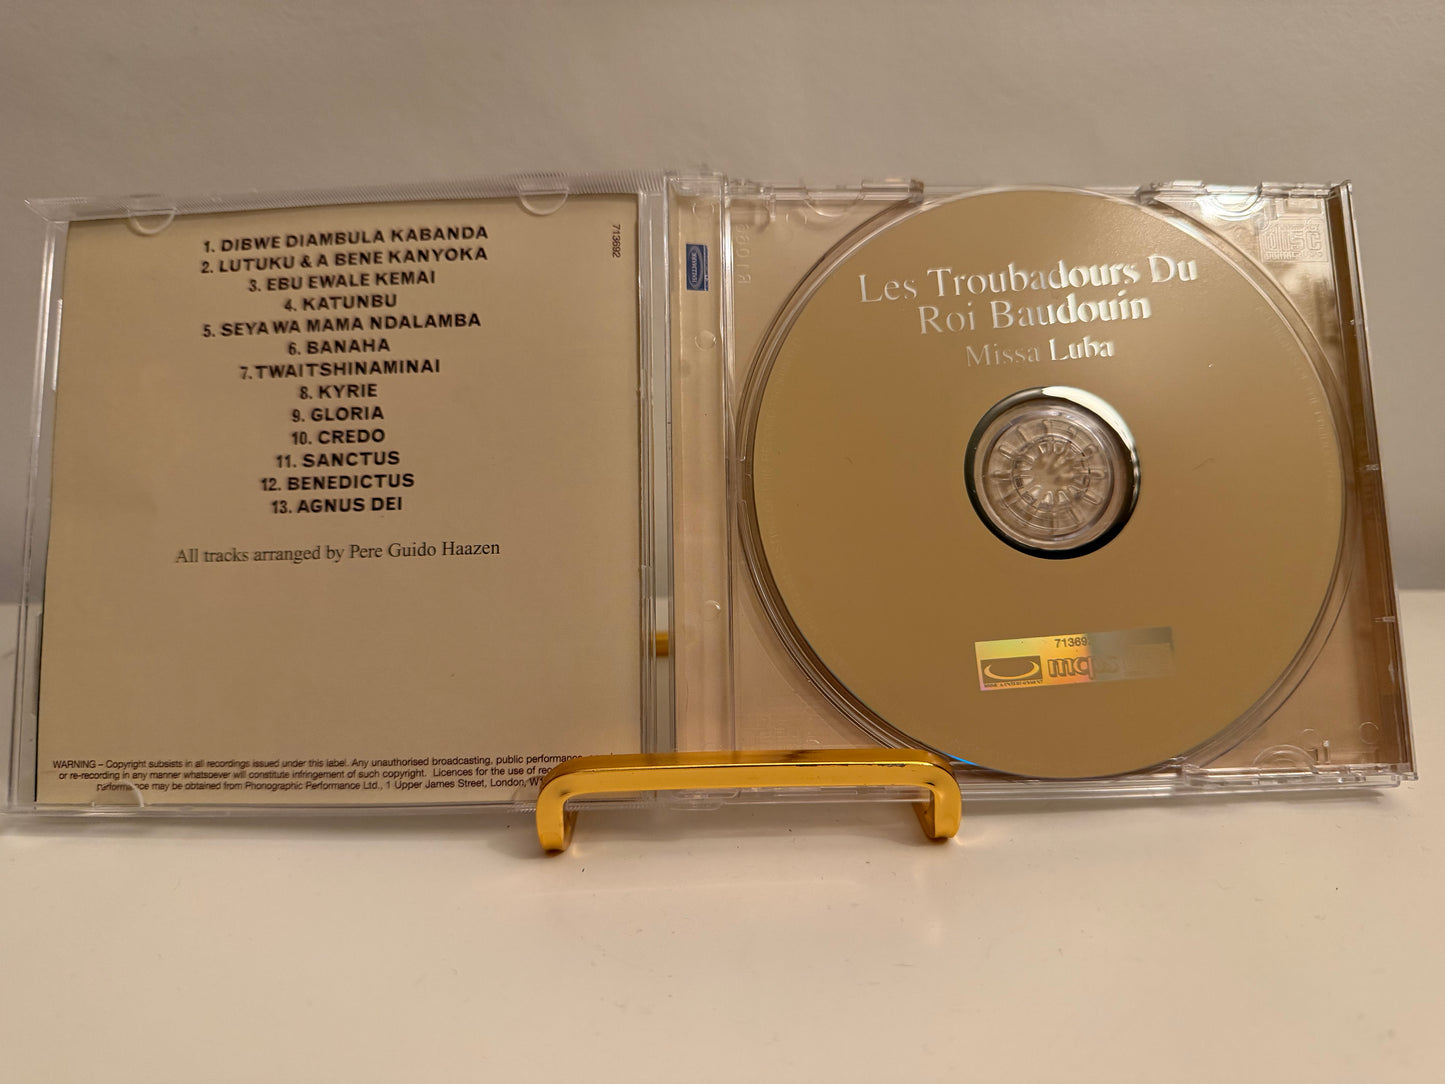 1. DIBWE DIAMBULA KABANDA
2. LUTUKU & A BENE KANYOKA
3. EBU EWALE KEMAI
4. KATUNBU
5. SEYA WA MAMA NDALAMBA
6. BANAHA
7. TWAITSHINAMINAI
8. KYRIE
9. GLORIA
10. CREDO
11. SANCTUS
12. BENEDICTUS
13. AGNUS DEI
All tracks arranged by Pere Guido Haazen
WARNING – Copyright subsists in all recordings issued under this label. Any unauthorised broadcasting, public performance
or re-recording in any manner whatsoever will constitute infringement of such copyright. Licences for the use of
performance may be obtained from Phonographic Performance Ltd., 1 Upper James Street, London,
713692
Les Troubadours Du
Roi Baudouin
Missa Luba
mcps
disc